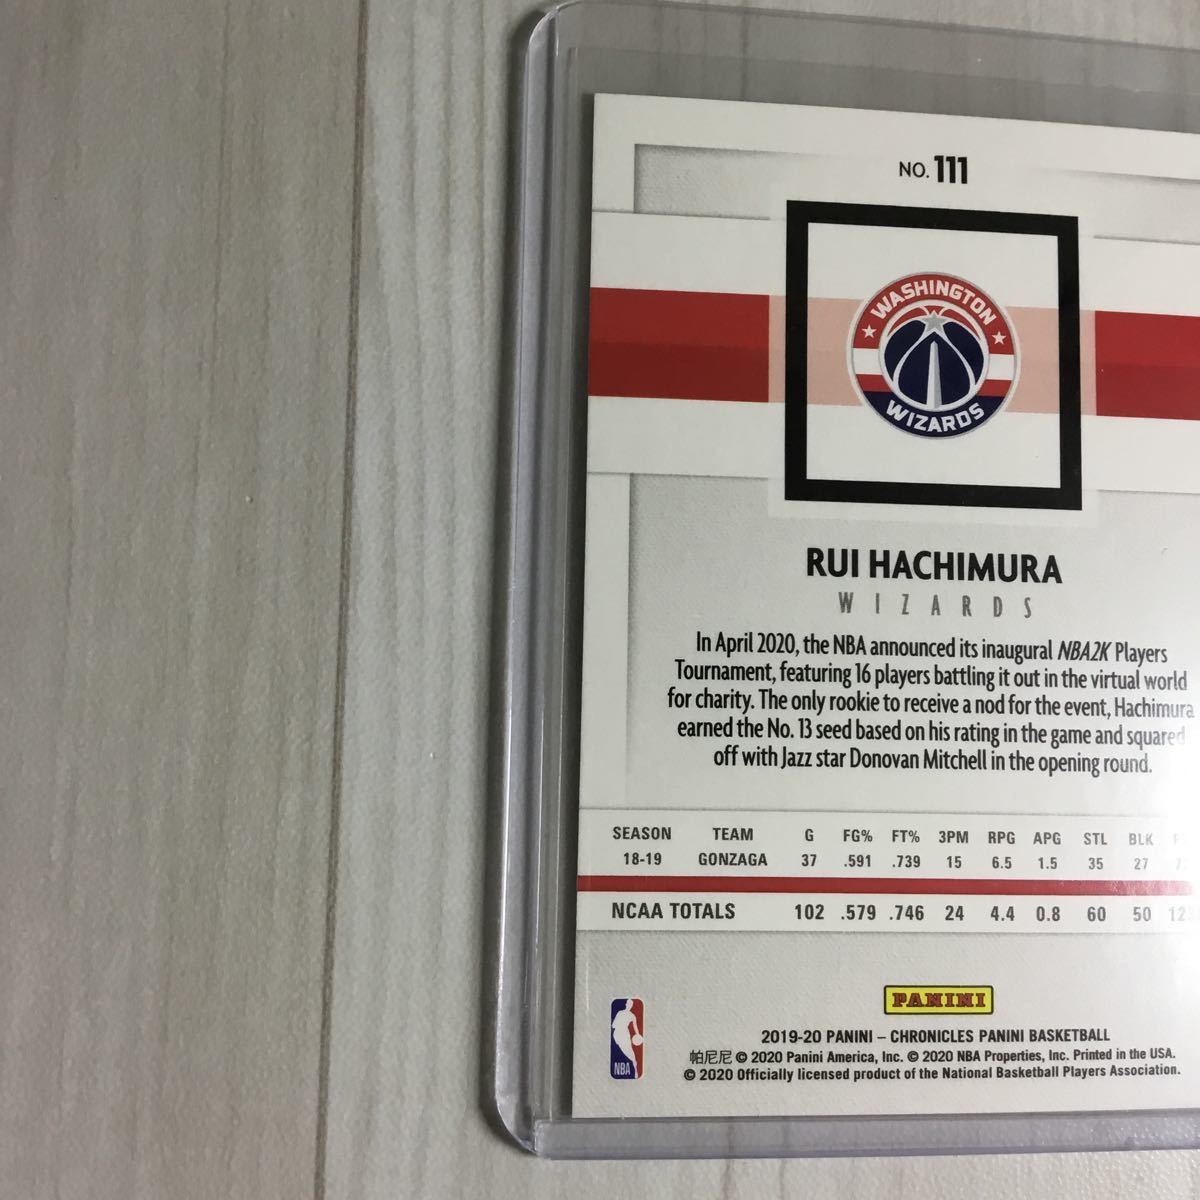 NO. 111
WASHINGTON
WIZARDS
RUI HACHIMURA
WIZARDS
In April 2020, the NBA announced its inaugural NBA2K Players
Tournament, featuring 16 players battling it out in the virtual world
for charity. The only rookie to receive a nod for the event, Hachimura
earned the No. 13 seed based on his rating in the game and squared
off with Jazz star Donovan Mitchell in the opening round.
SEASON TEAM G FG% FT% 3PM RPG APG STL BLK
18-19 GONZAGA 37 .591 .739 15 6.5 1.5 35 27
NCAA TOTALS 102 .579 .746 24 4.4 0.8 60 50
PANINI
NBA
2019-20 PANINI – CHRONICLES PANINI BASKETBALL
帕尼尼 © 2020 Panini America, Inc. © 2020 NBA Properties, Inc. Printed in the USA.
© 2020 Officially licensed product of the National Basketball Players Association.